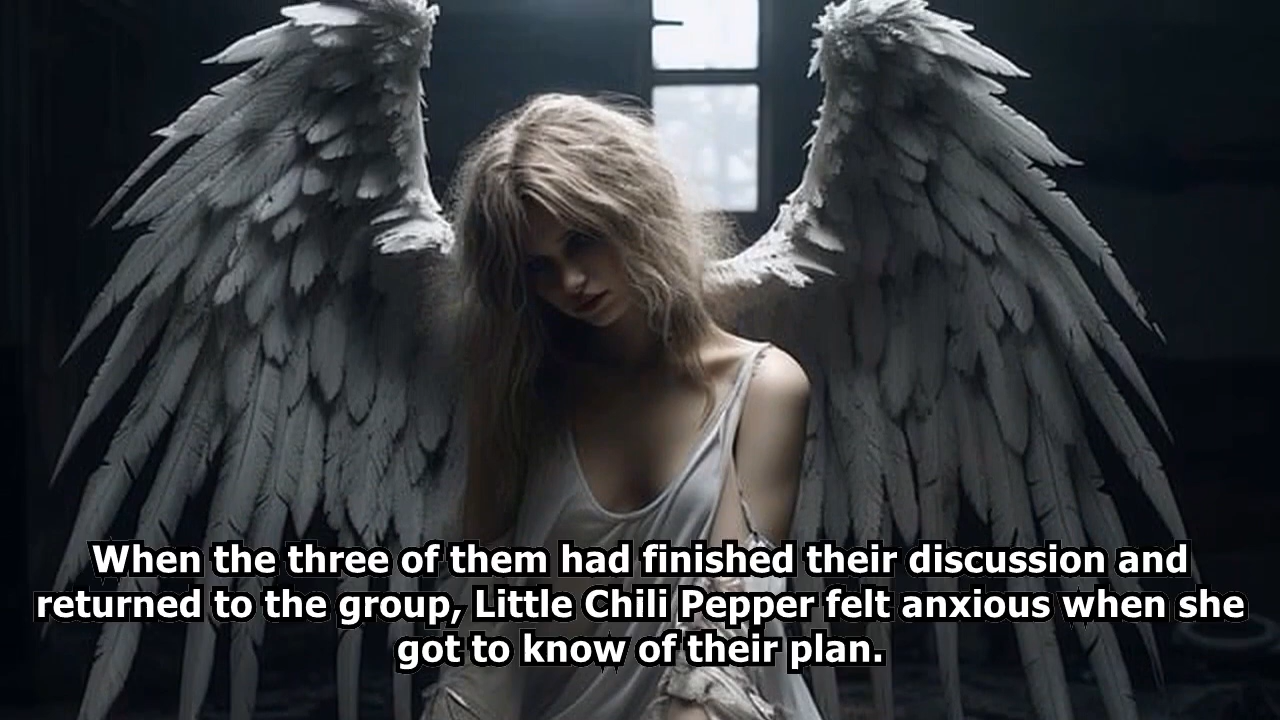 When the three of them had finished their discussion and
returned to the group, Little Chili Pepper felt anxious when she
got to know of their plan.